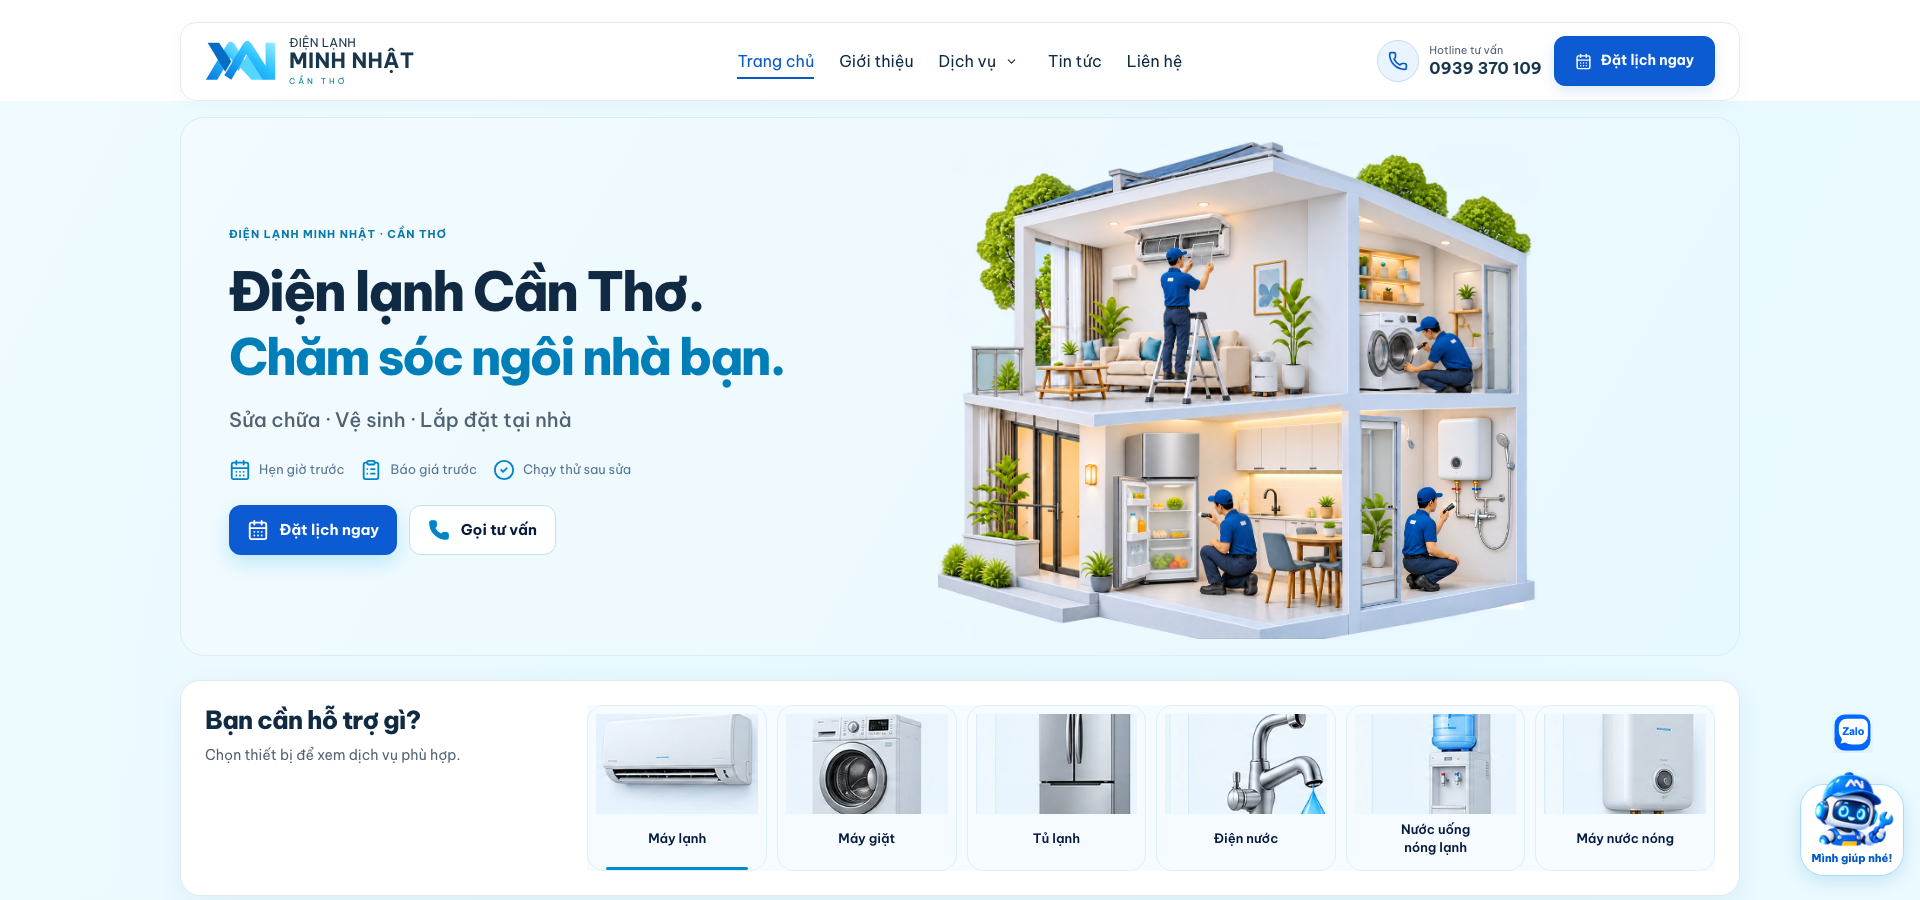 ĐIỆN LẠNH
MINH NHẬT
CẦN THƠ
Trang chủ
Giới thiệu
Dịch vụ
Tin tức
Liên hệ
Hotline tư vấn
0939 370 109
Đặt lịch ngay
ĐIỆN LẠNH MINH NHẬT · CẦN THƠ
Điện lạnh Cần Thơ.
Chăm sóc ngôi nhà bạn.
Sửa chữa · Vệ sinh · Lắp đặt tại nhà
Hẹn giờ trước
Báo giá trước
Chạy thử sau sửa
Đặt lịch ngay
Gọi tư vấn
Bạn cần hỗ trợ gì?
Chọn thiết bị để xem dịch vụ phù hợp.
Máy lạnh
Máy giặt
Tủ lạnh
Điện nước
Nước uống
nóng lạnh
Máy nước nóng
Zalo
Mình giúp nhé!